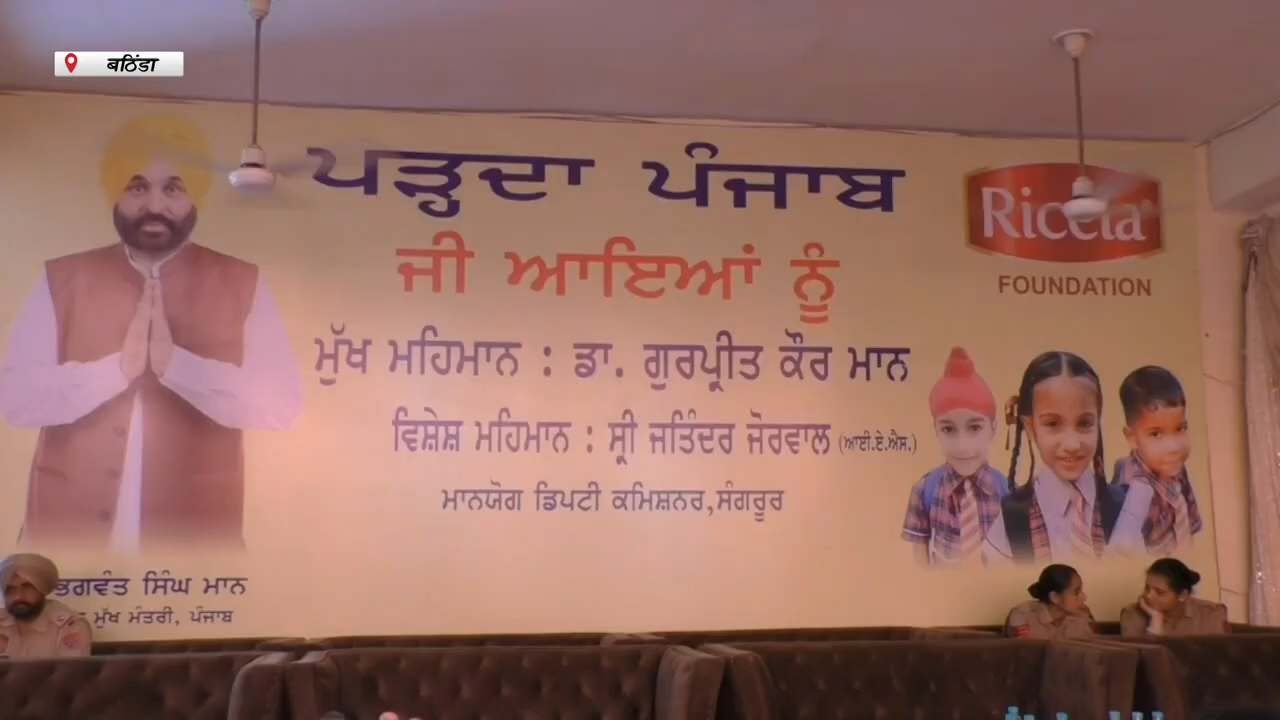 ਬਠਿੰਡਾ
ਪੜ੍ਹਦਾ ਪੰਜਾਬ
ਜੀ ਆਇਆਂ ਨੂੰ
ਮੁੱਖ ਮਹਿਮਾਨ : ਡਾ. ਗੁਰਪ੍ਰੀਤ ਕੌਰ ਮਾਨ
ਵਿਸ਼ੇਸ਼ ਮਹਿਮਾਨ : ਸ੍ਰੀ ਜਤਿੰਦਰ ਜੋਰਵਾਲ (ਆਈ.ਏ.ਐਸ.)
ਮਾਨਯੋਗ ਡਿਪਟੀ ਕਮਿਸ਼ਨਰ,ਸੰਗਰੂਰ
Ricela
FOUNDATION
ਭਗਵੰਤ ਸਿੰਘ ਮਾਨ
ਮੁੱਖ ਮੰਤਰੀ, ਪੰਜਾਬ